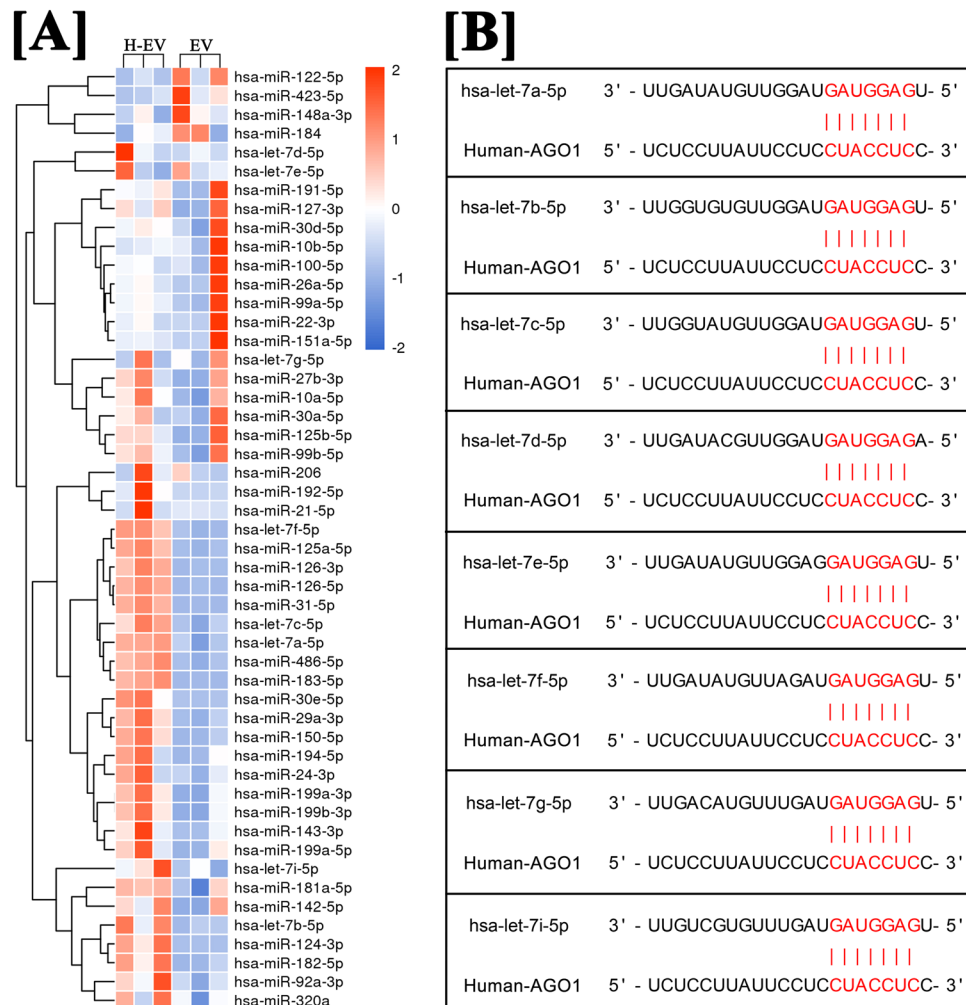 [A]
H-EV EV
hsa-miR-122-5p
hsa-miR-423-5p
hsa-miR-148a-3p
hsa-miR-184
hsa-let-7d-5p
hsa-let-7e-5p
hsa-miR-191-5p
hsa-miR-127-3p
hsa-miR-30d-5p
hsa-miR-10b-5p
hsa-miR-100-5p
hsa-miR-26a-5p
hsa-miR-99a-5p
hsa-miR-22-3p
hsa-miR-151a-5p
hsa-let-7g-5p
hsa-miR-27b-3p
hsa-miR-10a-5p
hsa-miR-30a-5p
hsa-miR-125b-5p
hsa-miR-99b-5p
hsa-miR-206
hsa-miR-192-5p
hsa-miR-21-5p
hsa-let-7f-5p
hsa-miR-125a-5p
hsa-miR-126-3p
hsa-miR-126-5p
hsa-miR-31-5p
hsa-let-7c-5p
hsa-let-7a-5p
hsa-miR-486-5p
hsa-miR-183-5p
hsa-miR-30e-5p
hsa-miR-29a-3p
hsa-miR-150-5p
hsa-miR-194-5p
hsa-miR-24-3p
hsa-miR-199a-3p
hsa-miR-199b-3p
hsa-miR-143-3p
hsa-miR-199a-5p
hsa-let-7i-5p
hsa-miR-181a-5p
hsa-miR-142-5p
hsa-let-7b-5p
hsa-miR-124-3p
hsa-miR-182-5p
hsa-miR-92a-3p
hsa-miR-320a
2
1
0
-1
-2
[B]
hsa-let-7a-5p 3' - UUGAUAUGUUGGAUGAUGGAGU- 5'
Human-AGO1 5' - UCUCCUUAUUCCUCCUACCUCC- 3'
hsa-let-7b-5p 3' - UUGGUGUGUUGGAUGAUGGAGU- 5'
Human-AGO1 5' - UCUCCUUAUUCCUCCUACCUCC- 3'
hsa-let-7c-5p 3' - UUGGUAUGUUGGAUGAUGGAGU- 5'
Human-AGO1 5' - UCUCCUUAUUCCUCCUACCUCC- 3'
hsa-let-7d-5p 3' - UUGAUACGUUGGAUGAUGGAGA- 5'
Human-AGO1 5' - UCUCCUUAUUCCUCCUACCUCC- 3'
hsa-let-7e-5p 3' - UUGAUAUGUUGGAGGAUGGAGU- 5'
Human-AGO1 5' - UCUCCUUAUUCCUCCUACCUCC- 3'
hsa-let-7f-5p 3' - UUGAUAUGUUAGAUGAUGGAGU- 5'
Human-AGO1 5' - UCUCCUUAUUCCUCCUACCUCC- 3'
hsa-let-7g-5p 3' - UUGACAUGUUUGAUGAUGGAGU- 5'
Human-AGO1 5' - UCUCCUUAUUCCUCCUACCUCC- 3'
hsa-let-7i-5p 3' - UUGUCGUGUUUGAUGAUGGAGU- 5'
Human-AGO1 5' - UCUCCUUAUUCCUCCUACCUCC- 3'